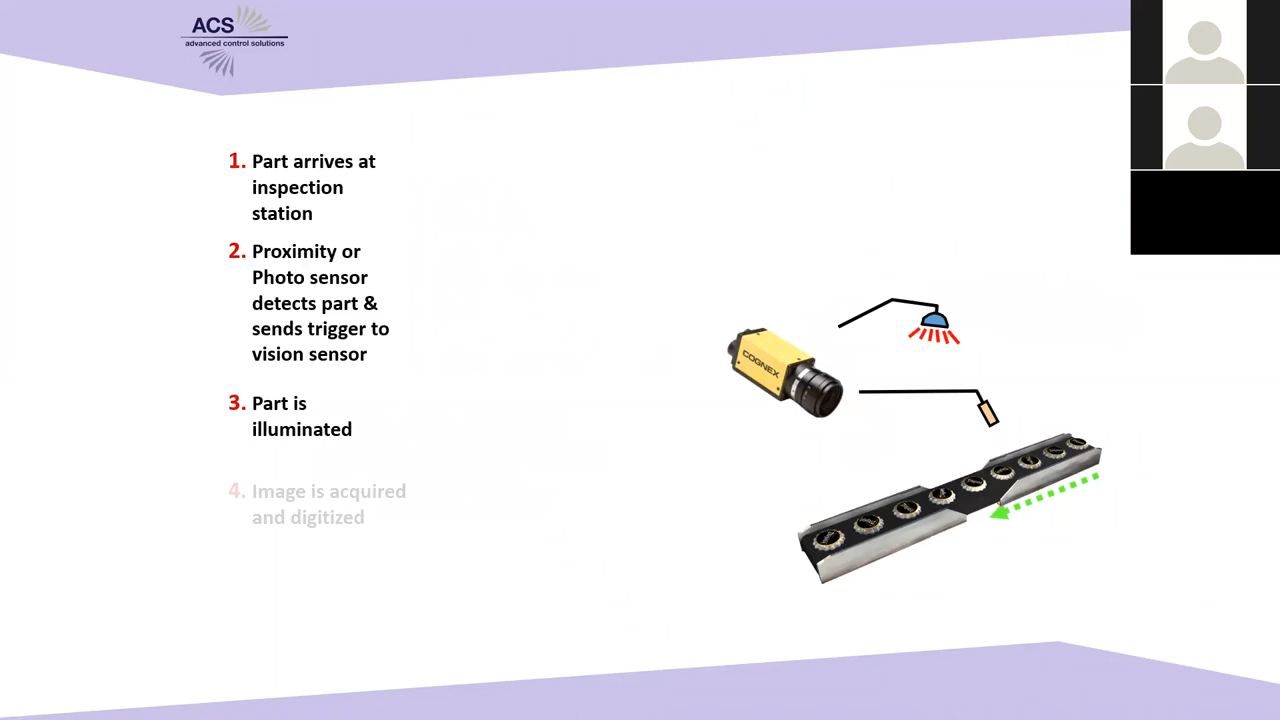 ACS
advanced control solutions
1. Part arrives at
inspection
station
2. Proximity or
Photo sensor
detects part &
sends trigger to
vision sensor
3. Part is
illuminated
4. Image is acquired
and digitized
COGNEX